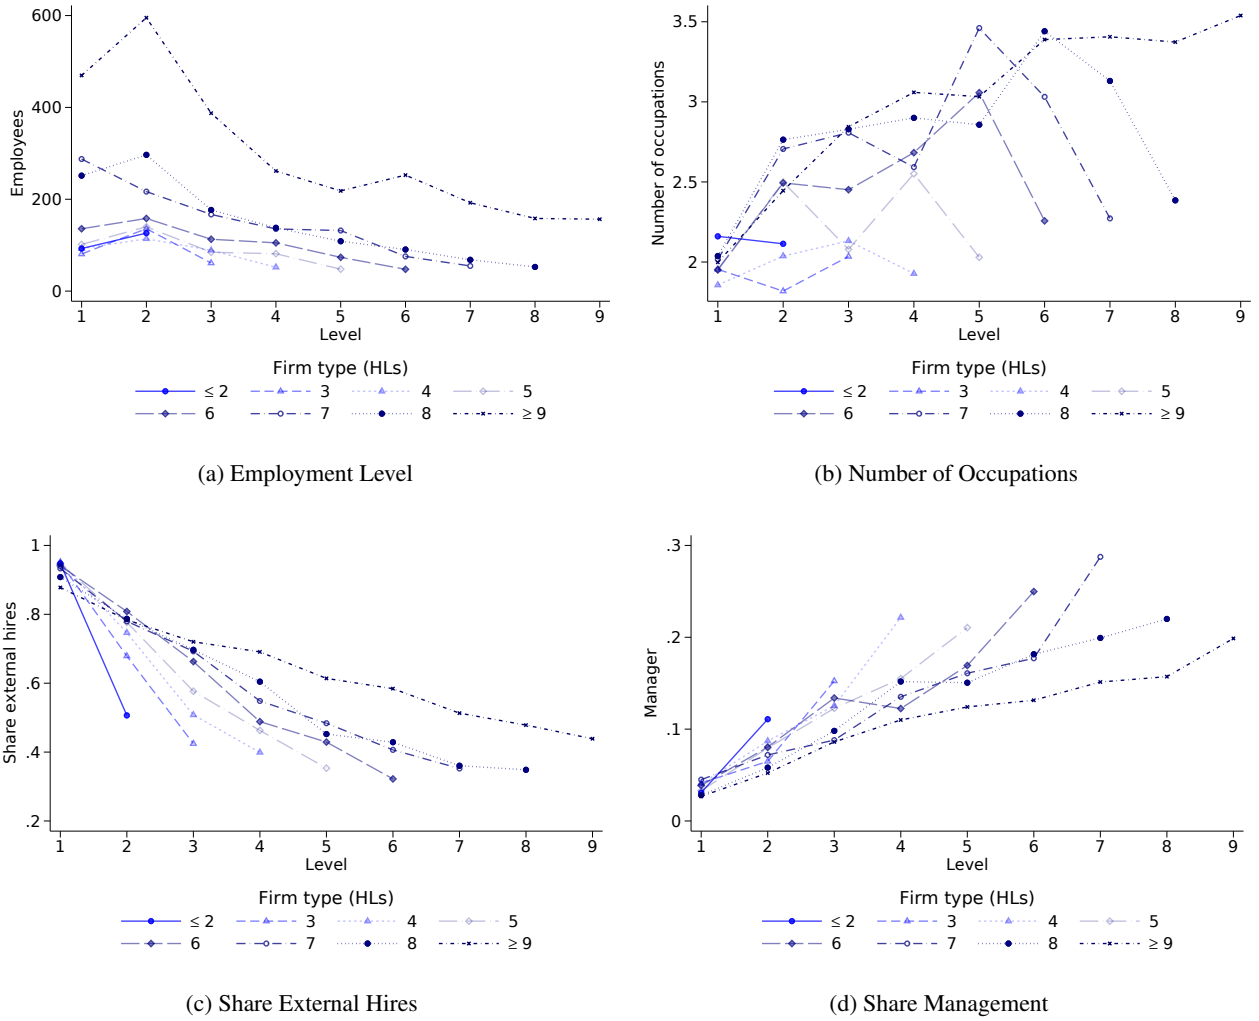 600
400
200
0
Employees
1 2 3 4 5 6 7 8 9
Level
Firm type (HLs)
≤ 2 3 4 5
6 7 8 ≥ 9
(a) Employment Level
3.5
3
2.5
2
Number of occupations
1 2 3 4 5 6 7 8 9
Level
Firm type (HLs)
≤ 2 3 4 5
6 7 8 ≥ 9
(b) Number of Occupations
1
.8
.6
.4
.2
Share external hires
1 2 3 4 5 6 7 8 9
Level
Firm type (HLs)
≤ 2 3 4 5
6 7 8 ≥ 9
(c) Share External Hires
.3
.2
.1
0
Manager
1 2 3 4 5 6 7 8 9
Level
Firm type (HLs)
≤ 2 3 4 5
6 7 8 ≥ 9
(d) Share Management